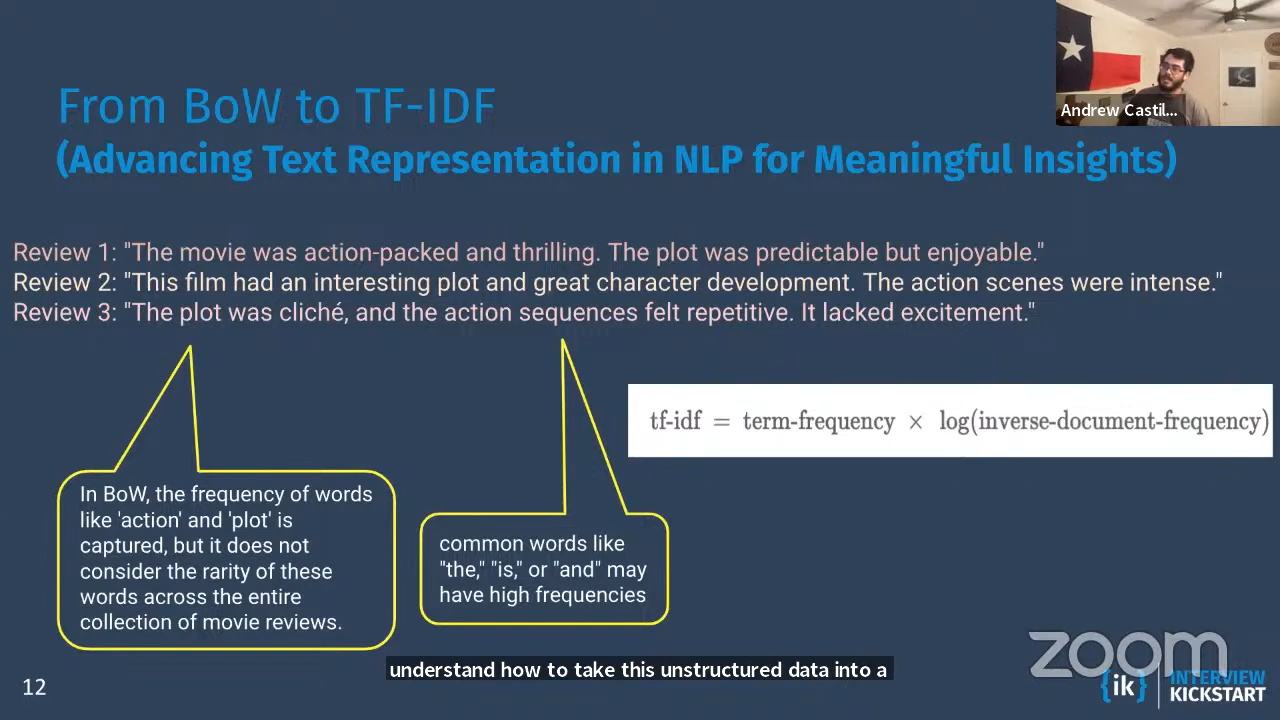 Andrew Castil...
From BoW to TF-IDF
(Advancing Text Representation in NLP for Meaningful Insights)
Review 1: "The movie was action-packed and thrilling. The plot was predictable but enjoyable."
Review 2: "This film had an interesting plot and great character development. The action scenes were intense."
Review 3: "The plot was cliché, and the action sequences felt repetitive. It lacked excitement."
tf-idf = term-frequency × log(inverse-document-frequency)
In BoW, the frequency of words
like 'action' and 'plot' is
captured, but it does not
consider the rarity of these
words across the entire
collection of movie reviews.
common words like
"the," "is," or "and" may
have high frequencies
understand how to take this unstructured data into a
12
zoom
{ik}
INTERVIEW
KICKSTART